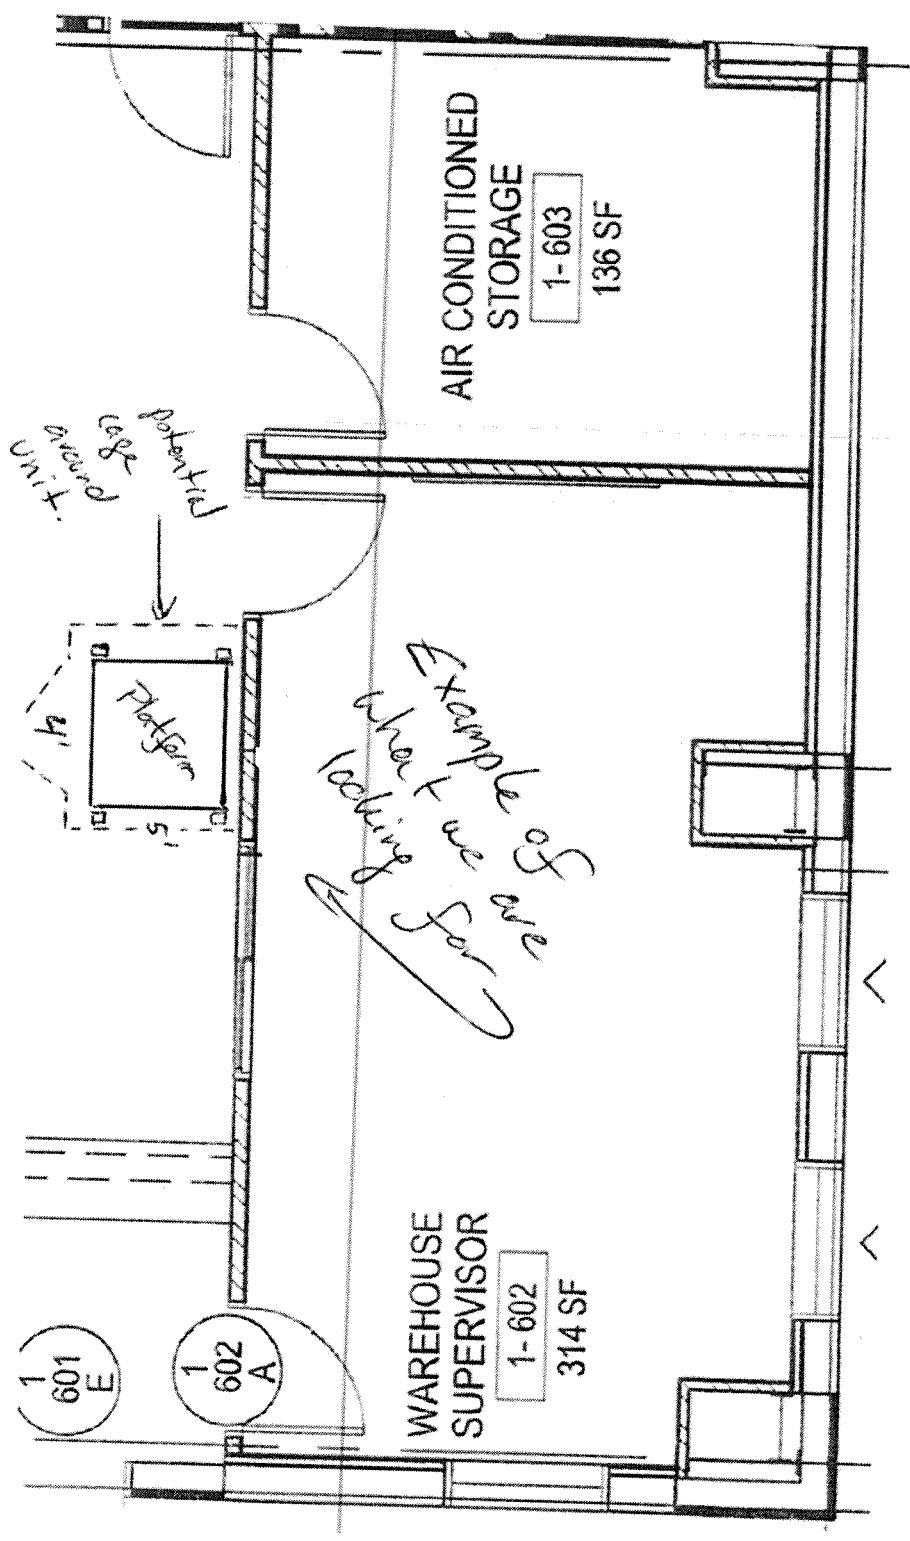 AIR CONDITIONED
STORAGE
1-603
136 SF
potential
cage
around
unit.
Platform
4'
5'
Example of
what we are
looking for
WAREHOUSE
SUPERVISOR
1-602
314 SF
1
601
E
1
602
A